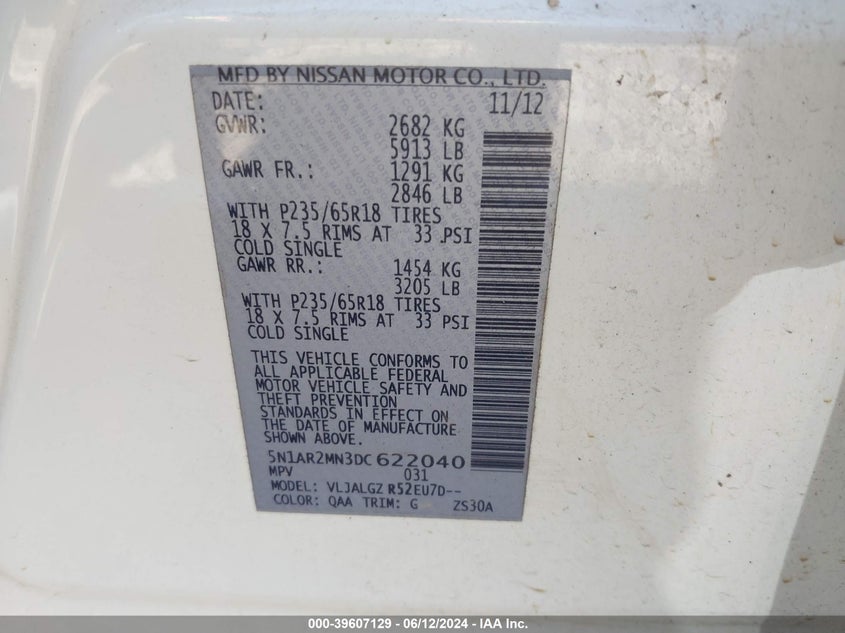 MFD BY NISSAN MOTOR CO., LTD.
DATE: 11/12
GVWR: 2682 KG
5913 LB
GAWR FR.: 1291 KG
2846 LB
WITH P235/65R18 TIRES
18 X 7.5 RIMS AT 33 PSI
COLD SINGLE
GAWR RR.: 1454 KG
3205 LB
WITH P235/65R18 TIRES
18 X 7.5 RIMS AT 33 PSI
COLD SINGLE
THIS VEHICLE CONFORMS TO
ALL APPLICABLE FEDERAL
MOTOR VEHICLE SAFETY AND
THEFT PREVENTION
STANDARDS IN EFFECT ON
THE DATE OF MANUFACTURE
SHOWN ABOVE
5N1AR2MN3DC622040
MPV 031
MODEL: VLJALGZ R52EU7D--
COLOR: QAA TRIM: G ZS30A
000-39607129 - 06/12/2024 - IAA Inc.